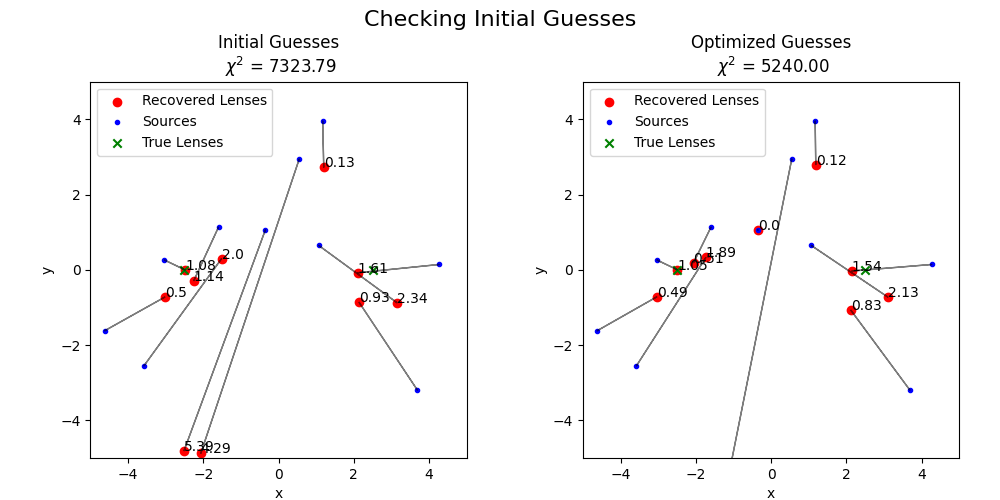 Checking Initial Guesses
Initial Guesses
χ² = 7323.79
Recovered Lenses
Sources
True Lenses
0.13
2.0
1.08
1.14
0.5
1.61
0.93
2.34
5.39
4.29
4
2
0
−2
−4
y
−4
−2
0
2
4
x
Optimized Guesses
χ² = 5240.00
Recovered Lenses
Sources
True Lenses
0.12
0.0
1.89
1.05
0.49
1.54
2.13
0.83
4
2
0
−2
−4
y
−4
−2
0
2
4
x